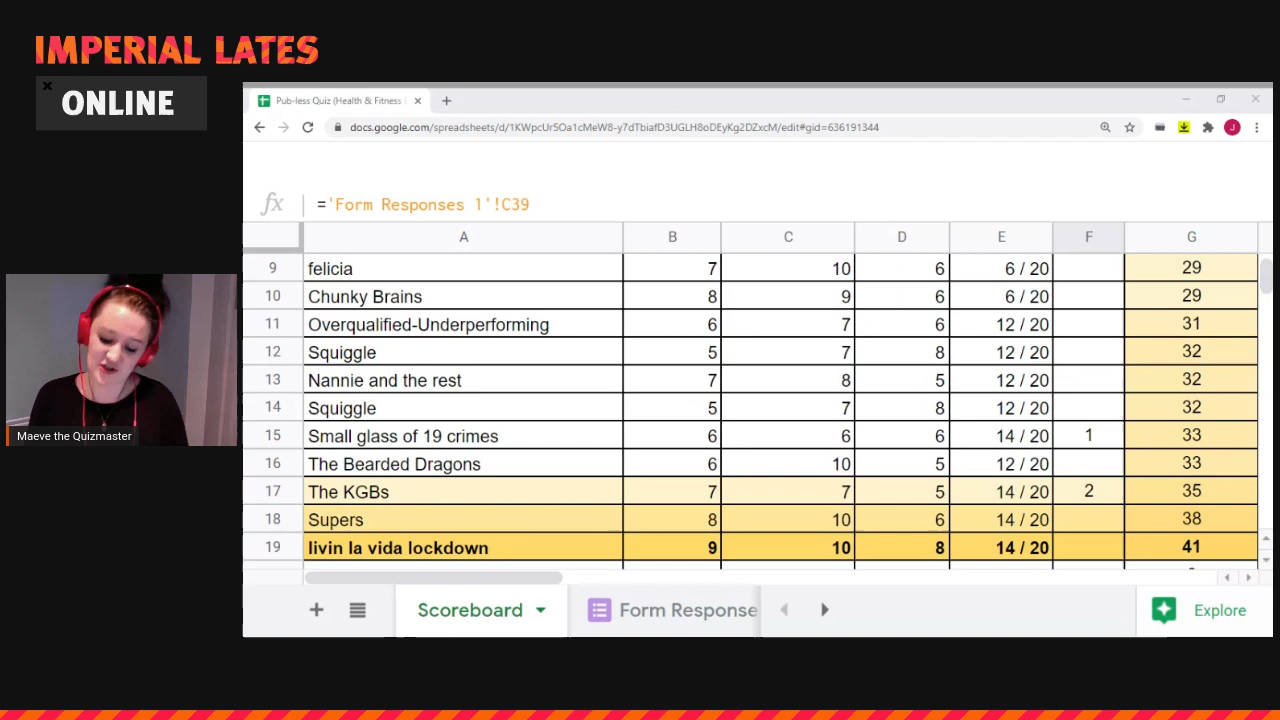 IMPERIAL LATES
ONLINE
Pub-less Quiz (Health & Fitness
docs.google.com/spreadsheets/d/1KWpcUr5Oa1cMeW8-y7dTbiafD3UGLH8oDEyKg2DZxcM/edit#gid=636191344
J
fx ='Form Responses 1'!C39
A B C D E F G
9 felicia 7 10 6 6 / 20 29
10 Chunky Brains 8 9 6 6 / 20 29
11 Overqualified-Underperforming 6 7 6 12 / 20 31
12 Squiggle 5 7 8 12 / 20 32
13 Nannie and the rest 7 8 5 12 / 20 32
14 Squiggle 5 7 8 12 / 20 32
15 Small glass of 19 crimes 6 6 6 14 / 20 1 33
16 The Bearded Dragons 6 10 5 12 / 20 33
17 The KGBs 7 7 5 14 / 20 2 35
18 Supers 8 10 6 14 / 20 38
19 livin la vida lockdown 9 10 8 14 / 20 41
Maeve the Quizmaster
Scoreboard Form Response Explore